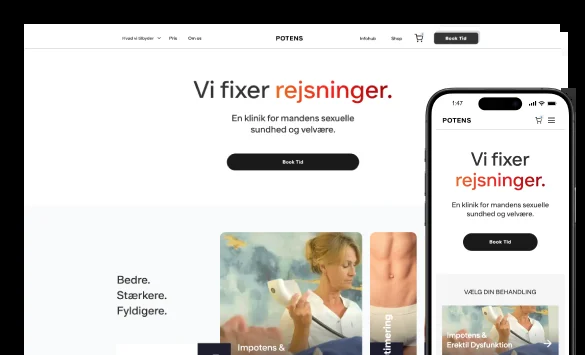 Hvad vi tilbyder
Pris
Om os
POTENS
Infohub
Shop
Book Tid
Vi fixer rejsninger.
En klinik for mandens sexuelle
sundhed og velvære.
Book Tid
Bedre.
Stærkere.
Fyldigere.
Impotens &
timering
1:47
POTENS
Vi fixer
rejsninger.
En klinik for mandens sexuelle
sundhed og velvære.
Book Tid
VÆLG DIN BEHANDLING
Impotens &
Erektil Dysfunktion